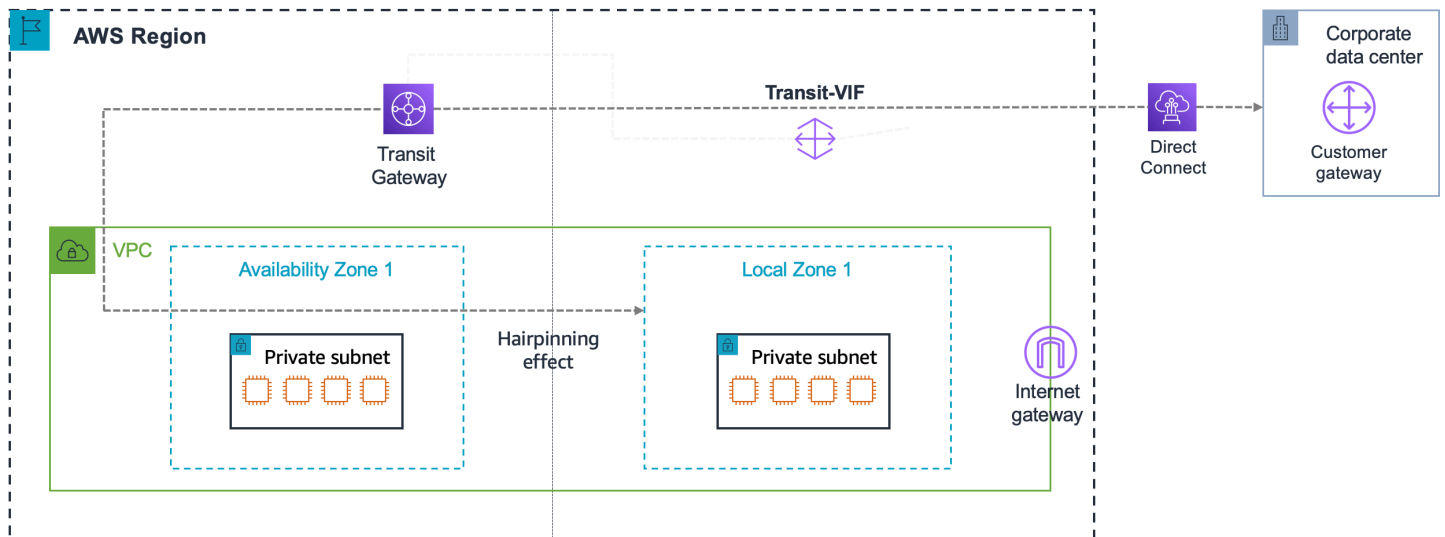 AWS Region
Corporate
data center
Transit-VIF
Transit
Gateway
Direct
Connect
Customer
gateway
VPC
Availability Zone 1
Local Zone 1
Hairpinning
effect
Private subnet
Private subnet
Internet
gateway